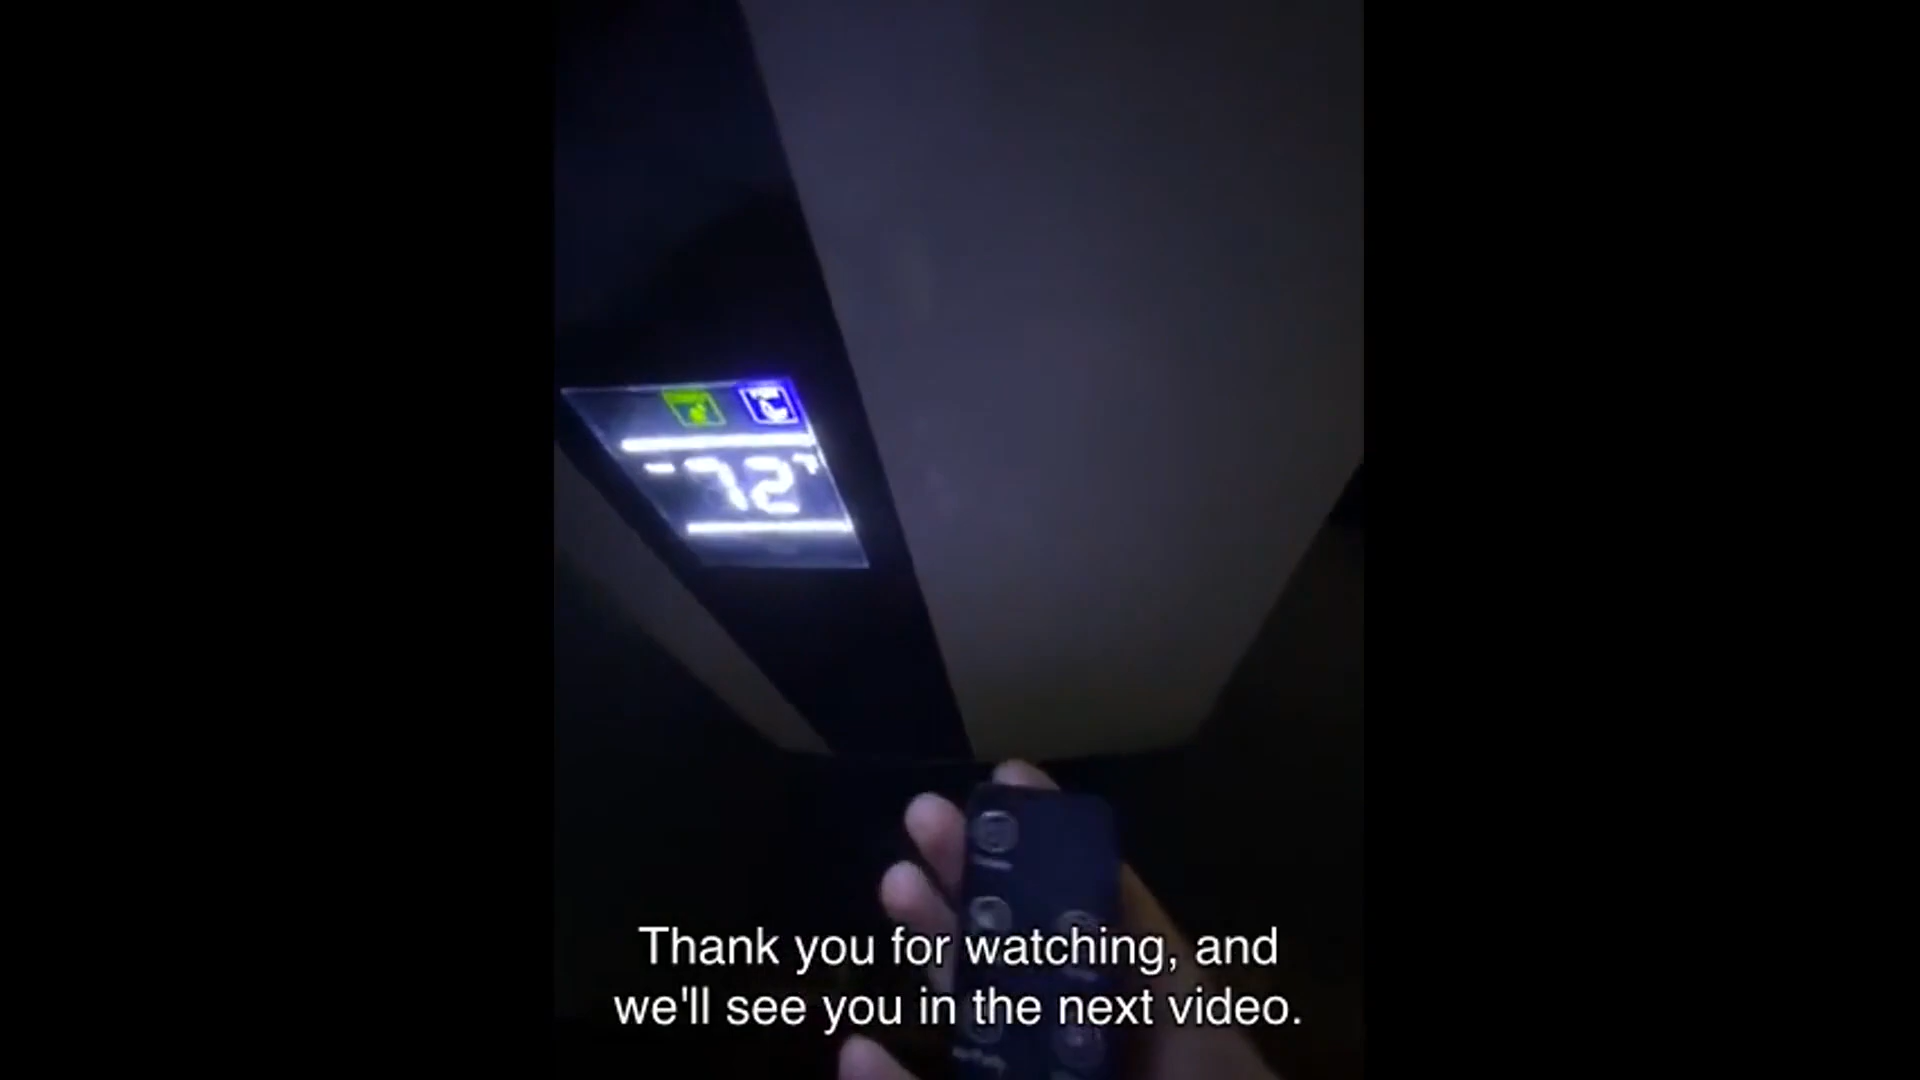 -72
Thank you for watching, and
we'll see you in the next video.